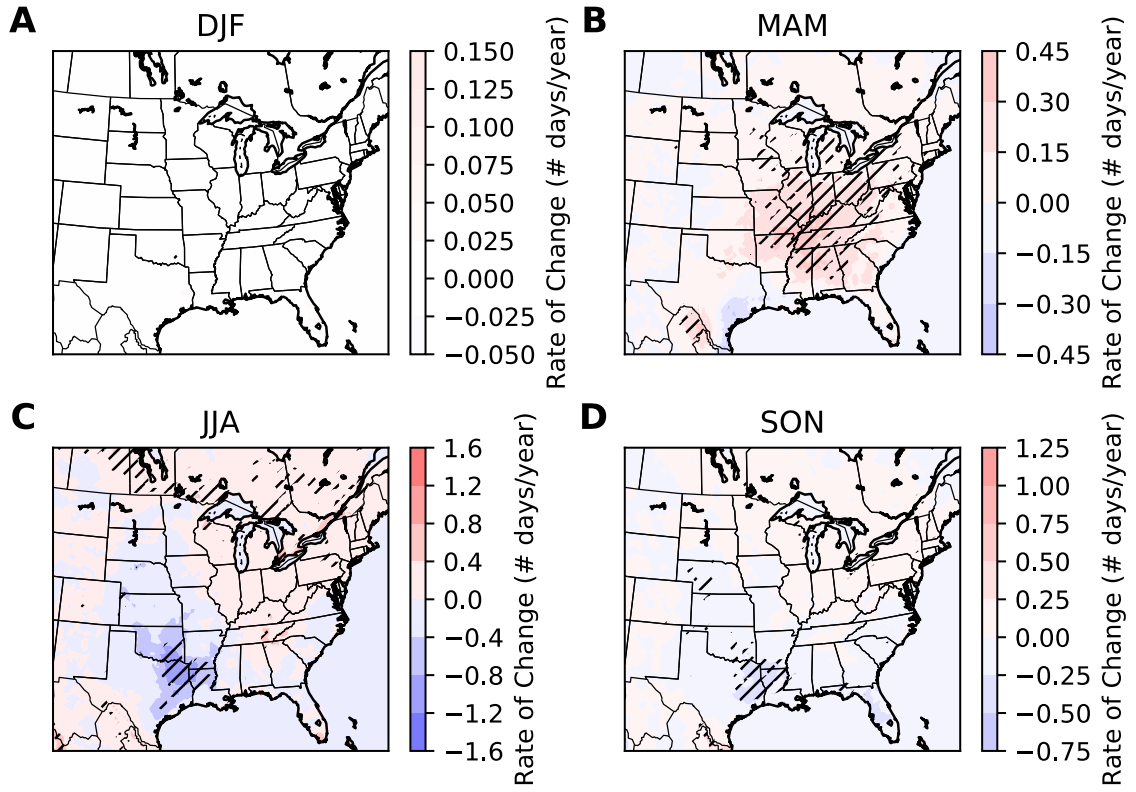 A
DJF
0.150
0.125
0.100
0.075
0.050
0.025
0.000
−0.025
−0.050
Rate of Change (# days/year)
B
MAM
0.45
0.30
0.15
0.00
−0.15
−0.30
−0.45
Rate of Change (# days/year)
C
JJA
1.6
1.2
0.8
0.4
0.0
−0.4
−0.8
−1.2
−1.6
Rate of Change (# days/year)
D
SON
1.25
1.00
0.75
0.50
0.25
0.00
−0.25
−0.50
−0.75
Rate of Change (# days/year)